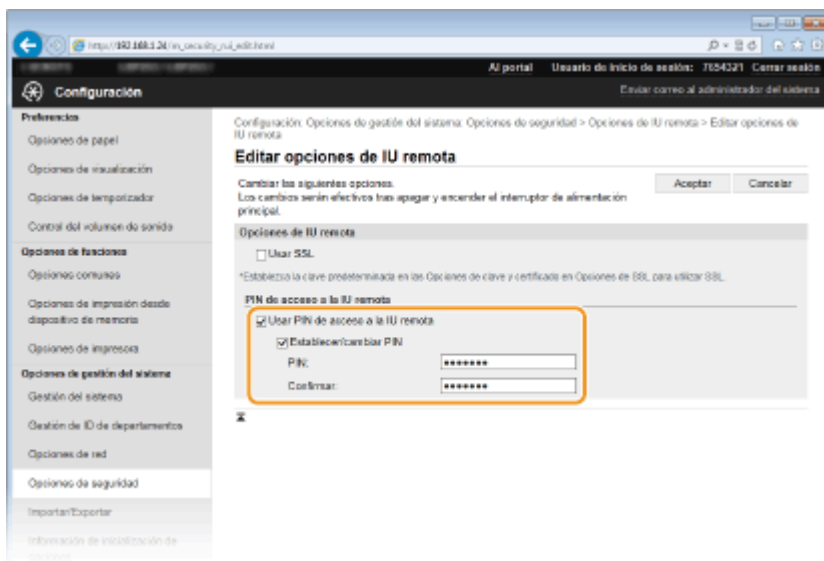 http://192.168.1.24/m_security_rui_edit.html
Al portal Usuario de inicio de sesión: 7654321 Cerrar sesión
Configuración
Enviar correo al administrador del sistema
Preferencias
Opciones de papel
Opciones de visualización
Opciones de temporizador
Control del volumen de sonido
Opciones de funciones
Opciones comunes
Opciones de impresión desde
dispositivo de memoria
Opciones de impresora
Opciones de gestión del sistema
Gestión del sistema
Gestión de ID de departamentos
Opciones de red
Opciones de seguridad
Importar/Exportar
Información de inicialización de
Configuración: Opciones de gestión del sistema: Opciones de seguridad > Opciones de IU remota > Editar opciones de
IU remota
Editar opciones de IU remota
Cambiar las siguientes opciones.
Los cambios serán efectivos tras apagar y encender el interruptor de alimentación
principal.
Aceptar Cancelar
Opciones de IU remota
Usar SSL
*Establezca la clave predeterminada en las Opciones de clave y certificado en Opciones de SSL para utilizar SSL.
PIN de acceso a la IU remota
Usar PIN de acceso a la IU remota
Establecer/cambiar PIN
PIN: •••••••
Confirmar: •••••••